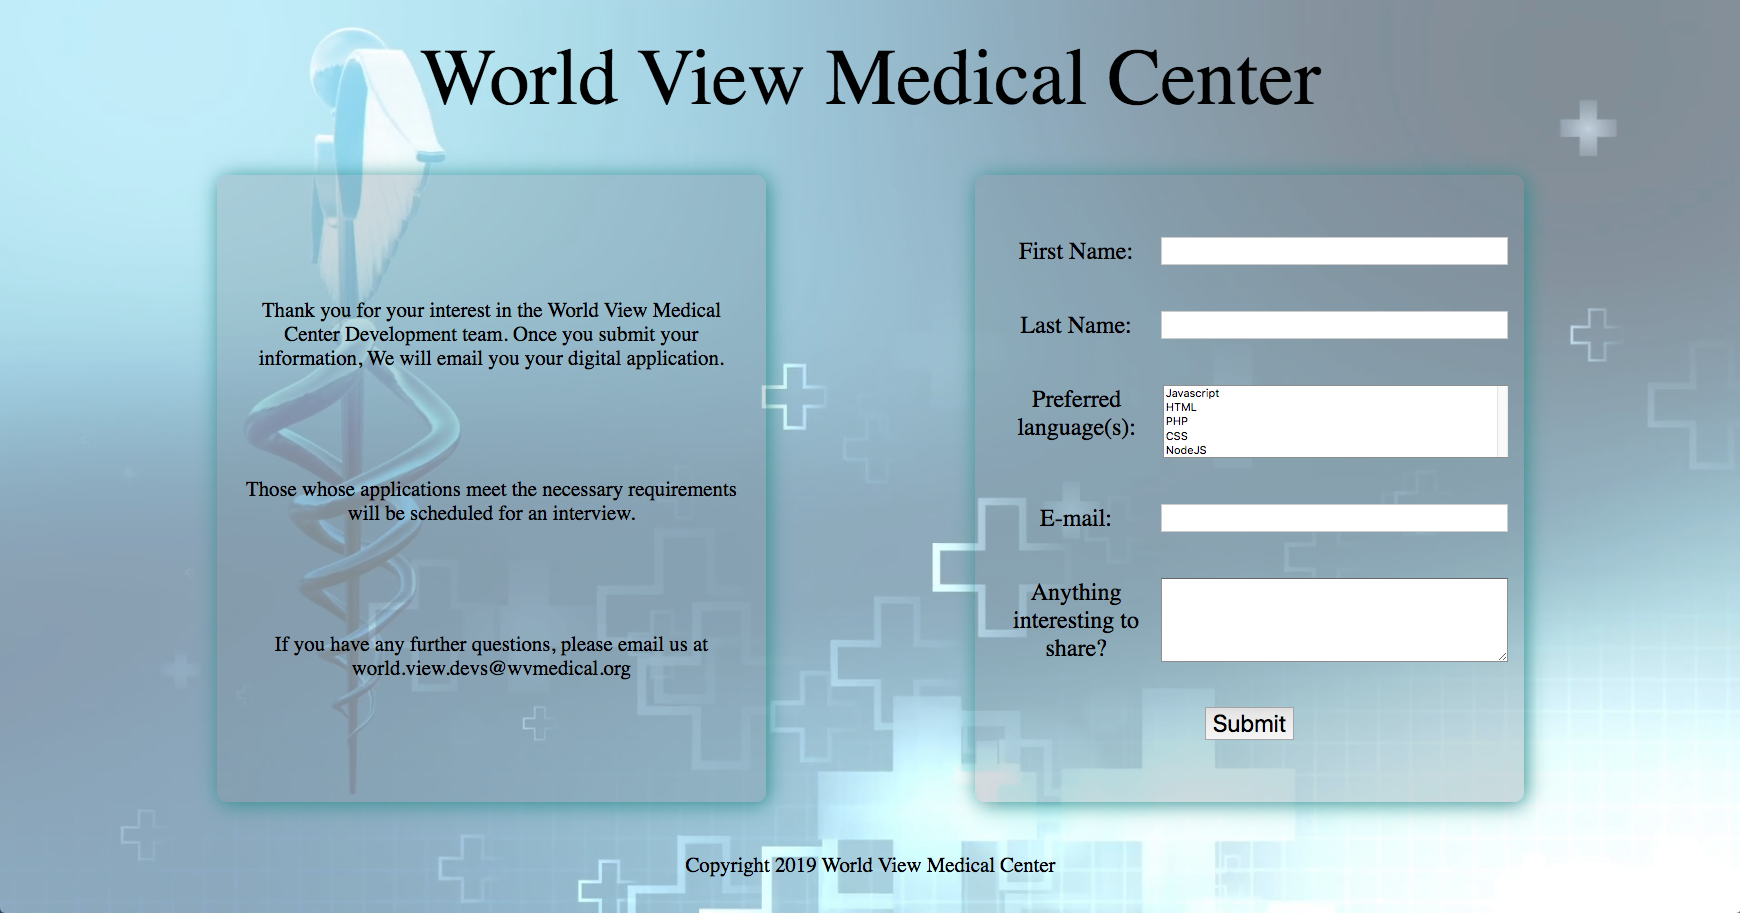 World View Medical Center
Thank you for your interest in the World View Medical
Center Development team. Once you submit your
information, We will email you your digital application.
Those whose applications meet the necessary requirements
will be scheduled for an interview.
If you have any further questions, please email us at
world.view.devs@wvmedical.org
First Name:
Last Name:
Preferred
language(s):
Javascript
HTML
PHP
CSS
NodeJS
E-mail:
Anything
interesting to
share?
Submit
Copyright 2019 World View Medical Center